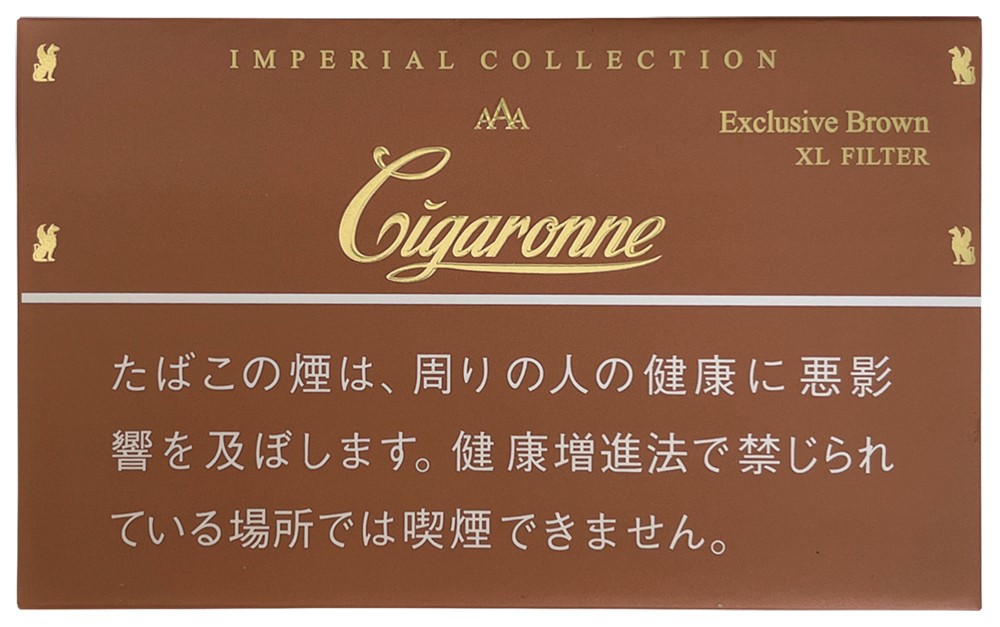 IMPERIAL COLLECTION
AAA
Exclusive Brown
XL FILTER
Cigaronne
たばこの煙は、周りの人の健康に悪影
響を及ぼします。健康増進法で禁じられ
ている場所では喫煙できません。